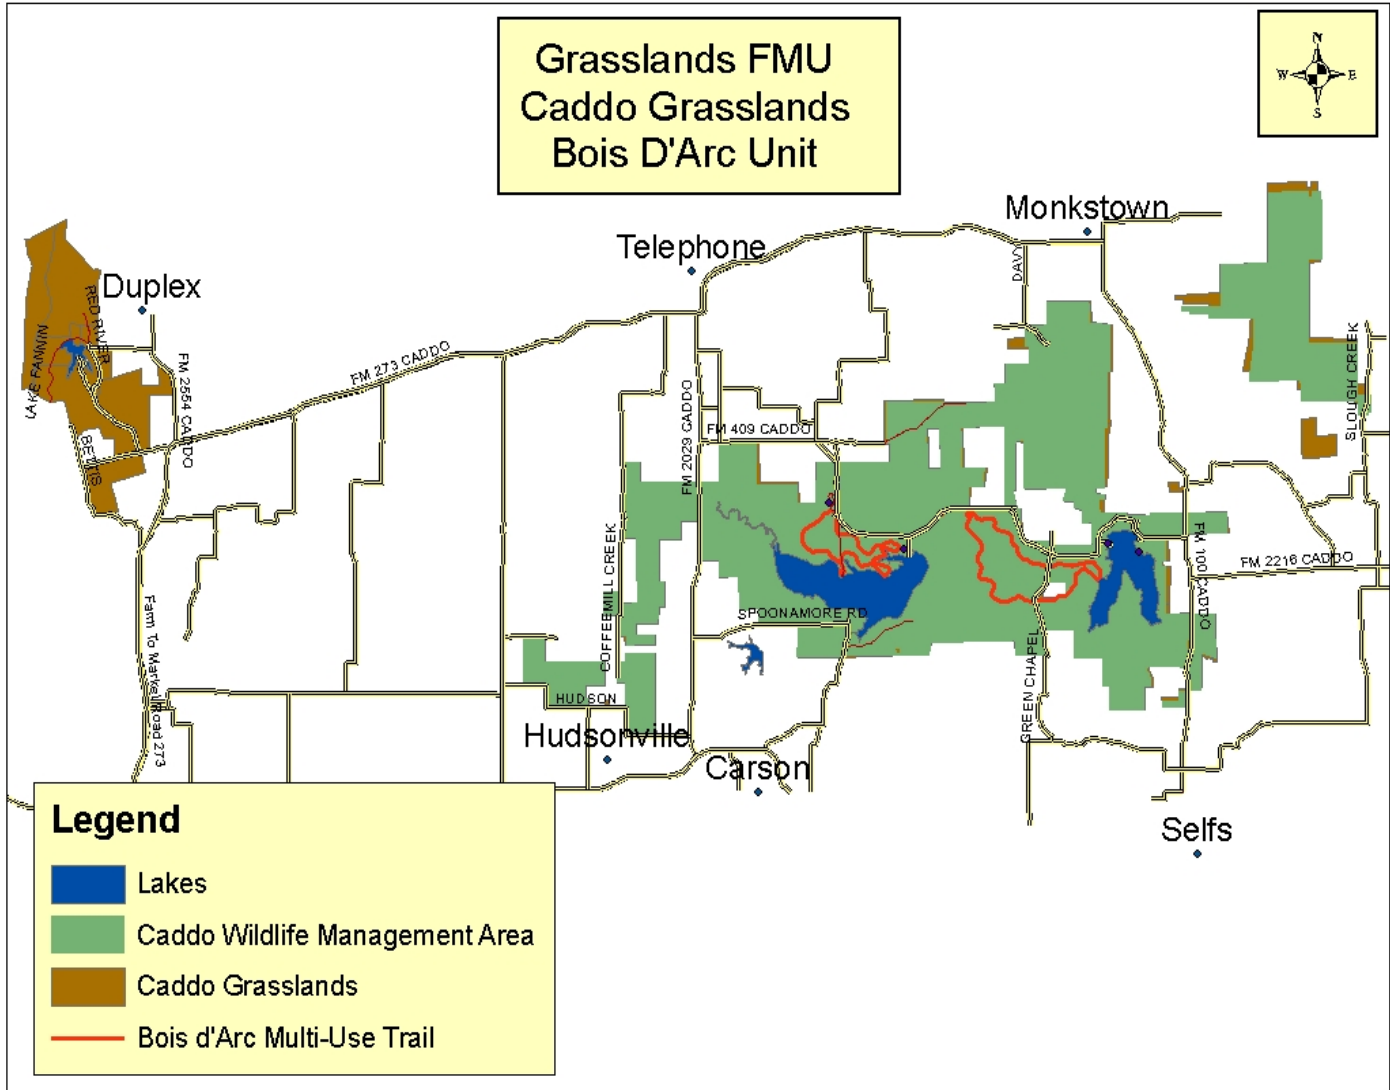 Grasslands FMU
Caddo Grasslands
Bois D'Arc Unit
N
W E
S
Monkstown
Telephone
Duplex
DAVY
RED RIVER
LAKE FANNIN
FM 2554 CADDO
FM 273 CADDO
SLOUGH CREEK
FM 2029 CADDO
FM 409 CADDO
BETTIS
COFFEEMILL CREEK
FM 100 CADDO
FM 2216 CADDO
SPOONAMORE RD
Farm To Market Road 273
GREEN CHAPEL
HUDSON
Hudsonville
Carson
Selfs
Legend
Lakes
Caddo Wildlife Management Area
Caddo Grasslands
Bois d'Arc Multi-Use Trail